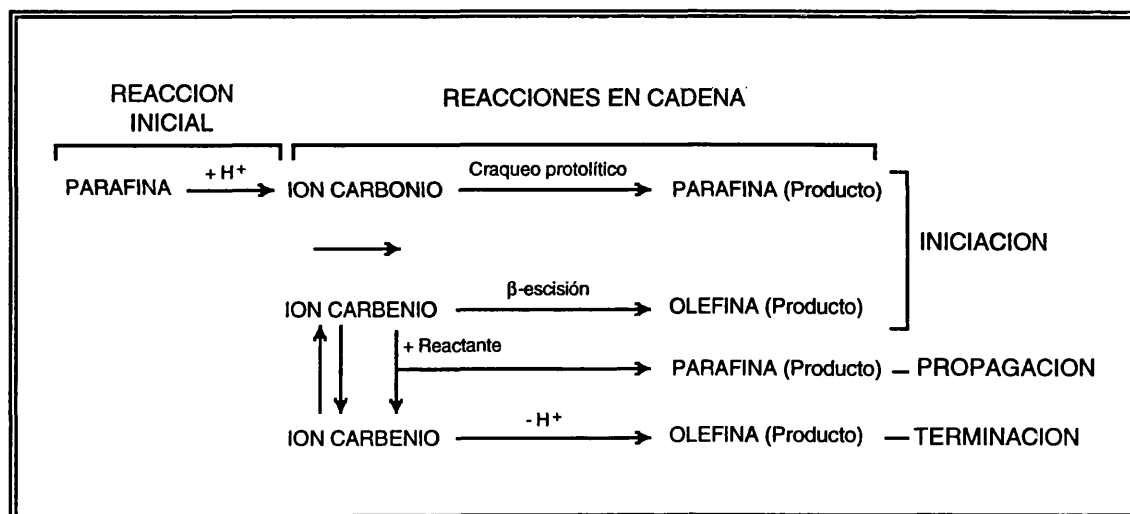 REACCION
INICIAL
REACCIONES EN CADENA
PARAFINA + H+ ION CARBONIO Craqueo protolítico PARAFINA (Producto)
INICIACION
ION CARBENIO β-escisión OLEFINA (Producto)
+ Reactante PARAFINA (Producto) PROPAGACION
ION CARBENIO - H+ OLEFINA (Producto) TERMINACION